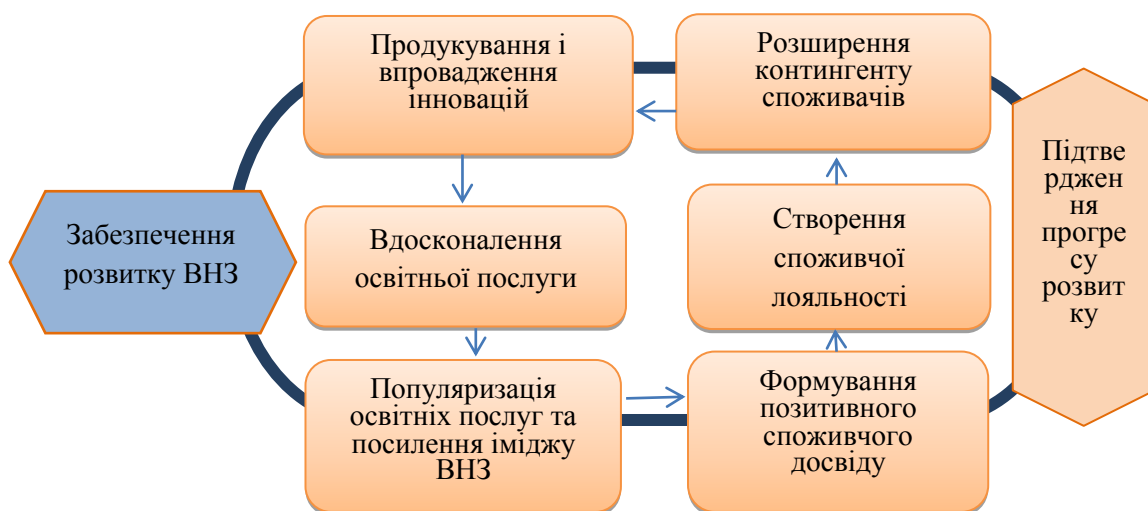 Продукування і
впровадження
інновацій
Розширення
контингенту
споживачів
Забезпечення
розвитку ВНЗ
Вдосконалення
освітньої послуги
Створення
споживчої
лояльності
Підтве
рджен
ня
прогре
су
розвит
ку
Популяризація
освітніх послуг та
посилення іміджу
ВНЗ
Формування
позитивного
споживчого
досвіду